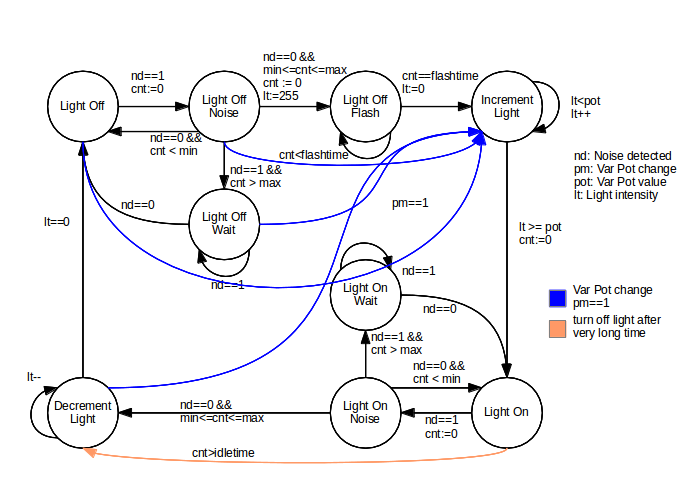 nd==1
cnt:=0
nd==0 &&
min<=cnt<=max
cnt := 0
lt:=255
cnt==flashtime
lt:=0
Light Off
Light Off
Noise
Light Off
Flash
Increment
Light
lt<pot
lt++
nd==0 &&
cnt < min
cnt<flashtime
nd: Noise detected
pm: Var Pot change
pot: Var Pot value
lt: Light intensity
nd==1 &&
cnt > max
nd==0
pm==1
lt==0
Light Off
Wait
lt >= pot
cnt:=0
nd==1
nd==1
Light On
Wait
nd==0
Var Pot change
pm==1
turn off light after
very long time
nd==1 &&
cnt > max
nd==0 &&
cnt < min
lt--
Decrement
Light
nd==0 &&
min<=cnt<=max
Light On
Noise
nd==1
cnt:=0
Light On
cnt>idletime